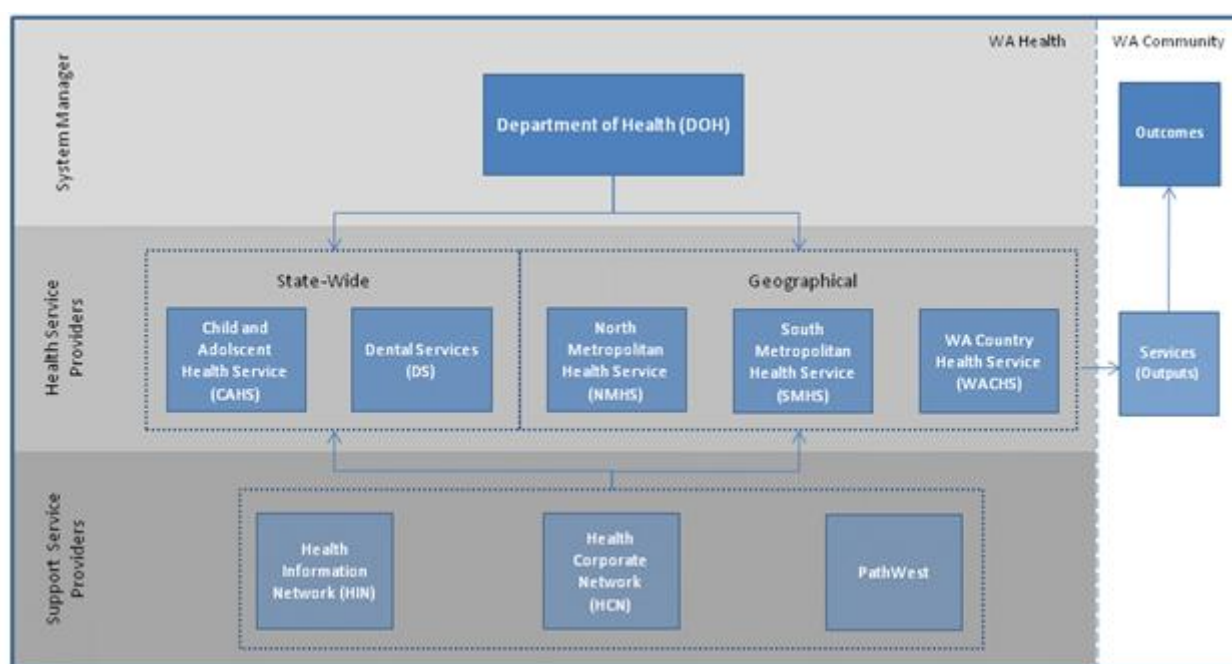 WA Health
WA Community
System Manager
Department of Health (DOH)
Outcomes
Health Service
Providers
State-Wide
Geographical
Child and
Adolscent
Health Service
(CAHS)
Dental Services
(DS)
North
Metropolitan
Health Service
(NMHS)
South
Metropolitan
Health Service
(SMHS)
WA Country
Health Service
(WACHS)
Services
(Outputs)
Support Service
Providers
Health
Information
Network (HIN)
Health
Corporate
Network
(HCN)
PathWest